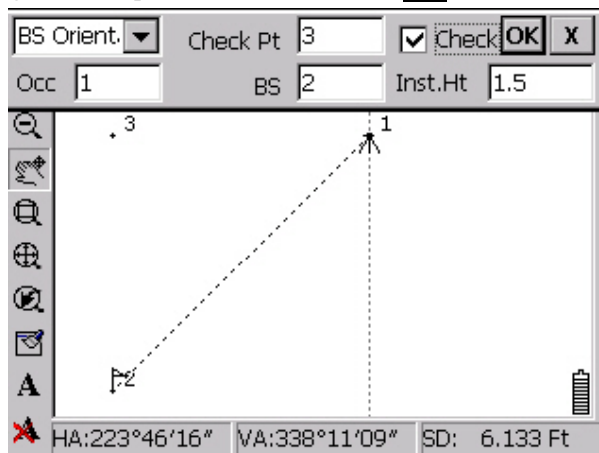 BS Orient. Check Pt 3 Check OK X
Occ 1 BS 2 Inst.Ht 1.5
3 1
2
A
A
HA:223°46'16" VA:338°11'09" SD: 6.133 Ft